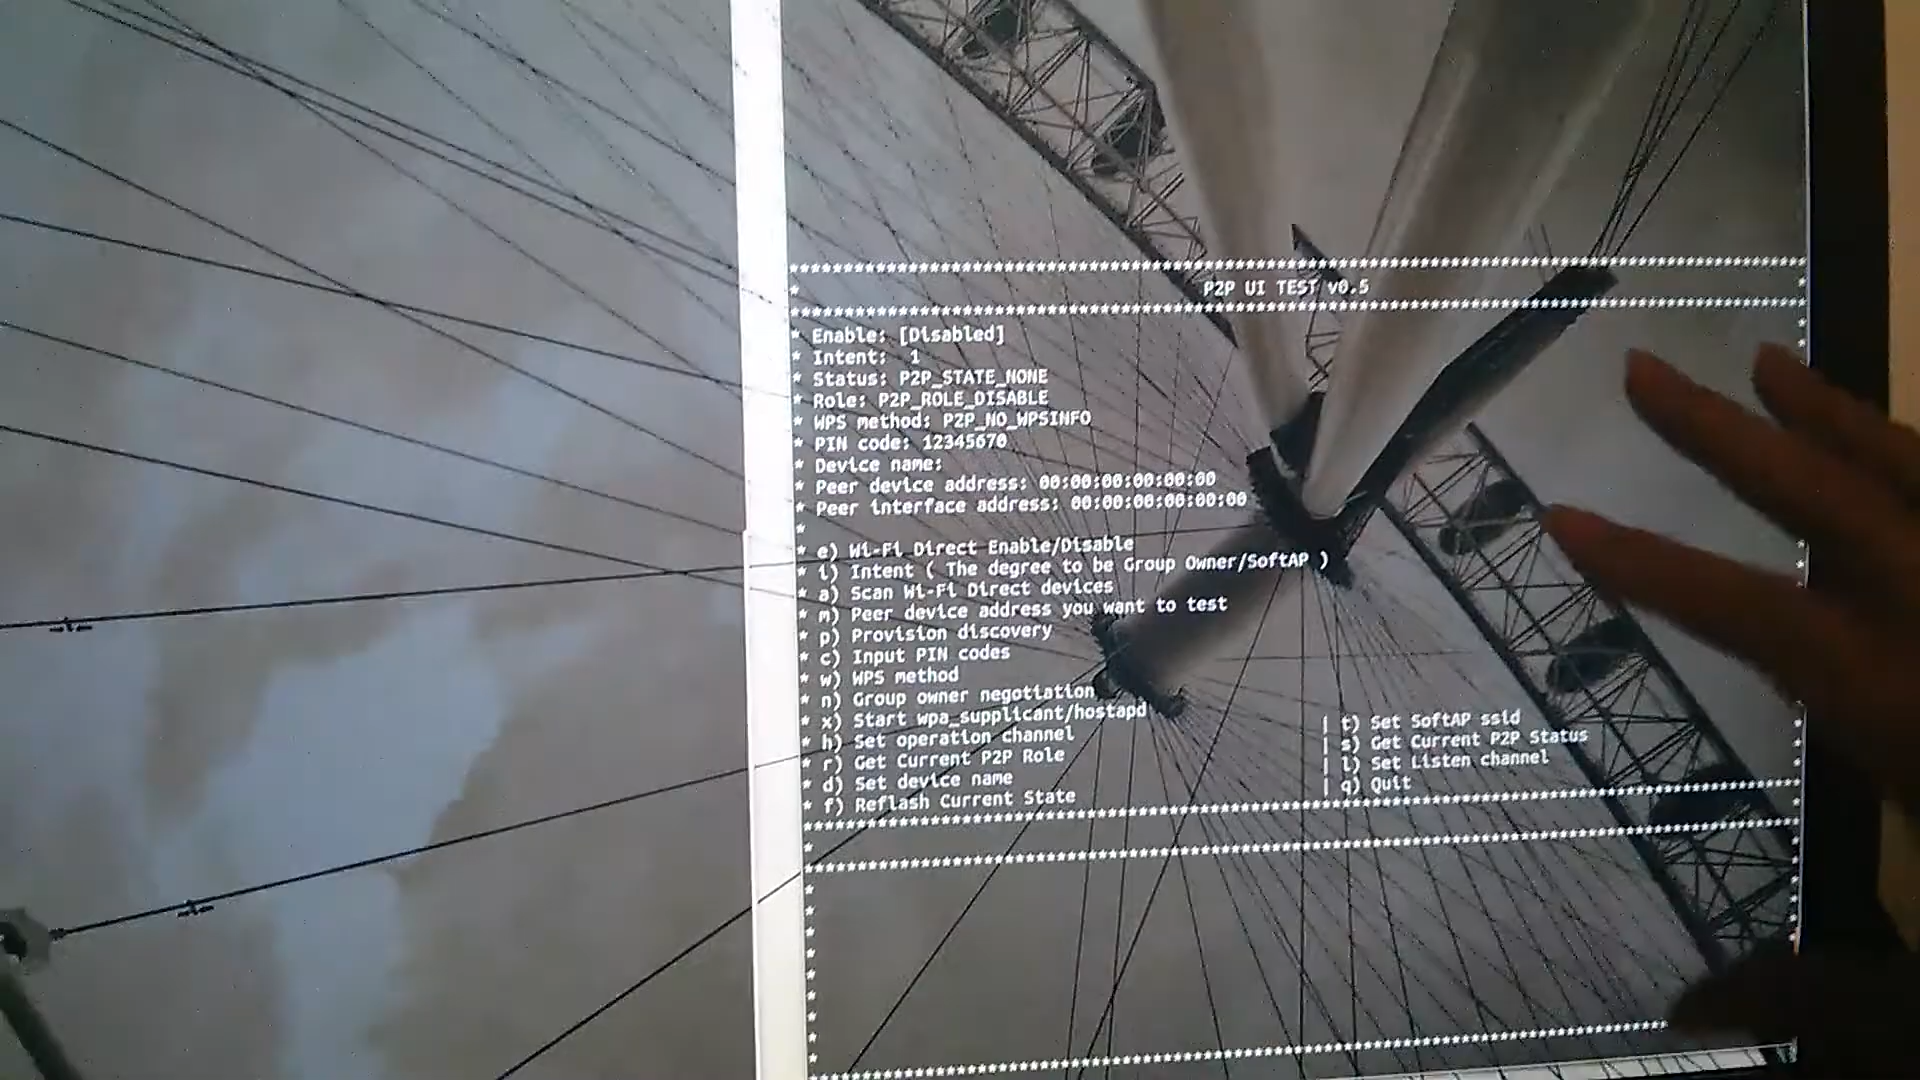 ********************************************************************************
* P2P UI TEST v0.5 *
********************************************************************************
* Enable: [Disabled] *
* Intent:  1
* Status: P2P_STATE_NONE
* Role: P2P_ROLE_DISABLE
* WPS method: P2P_NO_WPSINFO
* PIN code: 12345670
* Device name:
* Peer device address: 00:00:00:00:00:00
* Peer interface address: 00:00:00:00:00:00
*
* e) Wi-Fi Direct Enable/Disable
* i) Intent ( The degree to be Group Owner/SoftAP )
* a) Scan Wi-Fi Direct devices
* m) Peer device address you want to test
* p) Provision discovery
* c) Input PIN codes
* w) WPS method
* n) Group owner negotiation
* x) Start wpa_supplicant/hostapd | t) Set SoftAP ssid
* h) Set operation channel | s) Get Current P2P Status
* r) Get Current P2P Role | l) Set Listen channel
* d) Set device name | q) Quit
* f) Reflash Current State